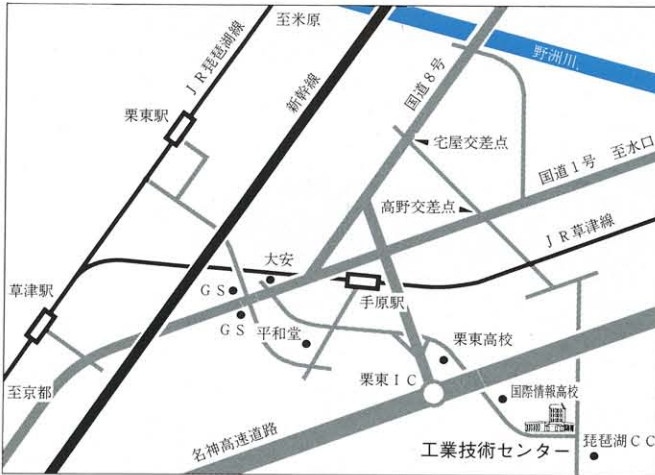 至米原
野洲川
JR琵琶湖線
新幹線
国道8号
栗東駅
宅屋交差点
国道1号 至水口
高野交差点
JR草津線
大安
草津駅
GS
手原駅
GS
平和堂
栗東高校
至京都
栗東IC
国際情報高校
名神高速道路
工業技術センター
琵琶湖CC